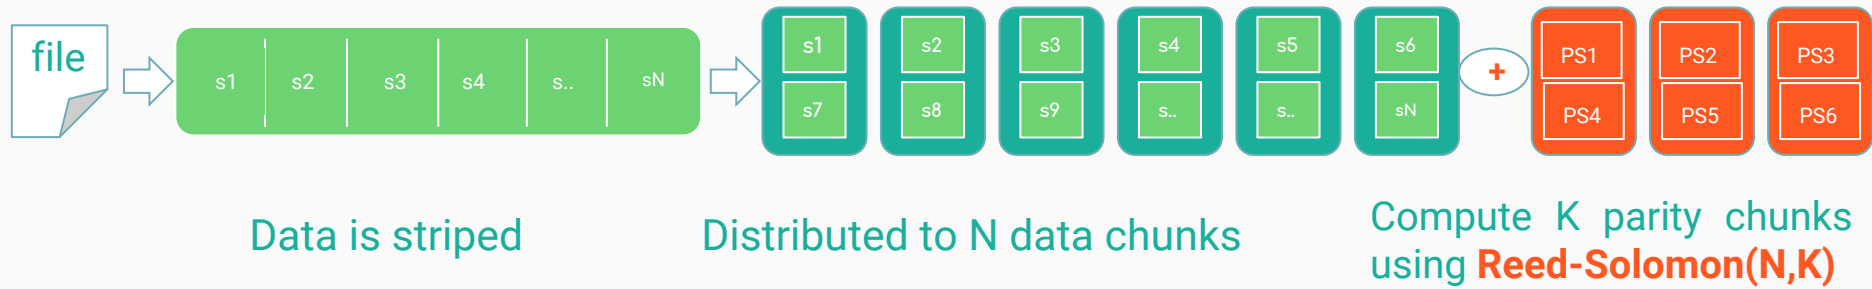 file
s1 s2 s3 s4 s.. sN
s1 s2 s3 s4 s5 s6 + PS1 PS2 PS3
s7 s8 s9 s.. s.. sN PS4 PS5 PS6
Data is striped
Distributed to N data chunks
Compute K parity chunks
using Reed-Solomon(N,K)